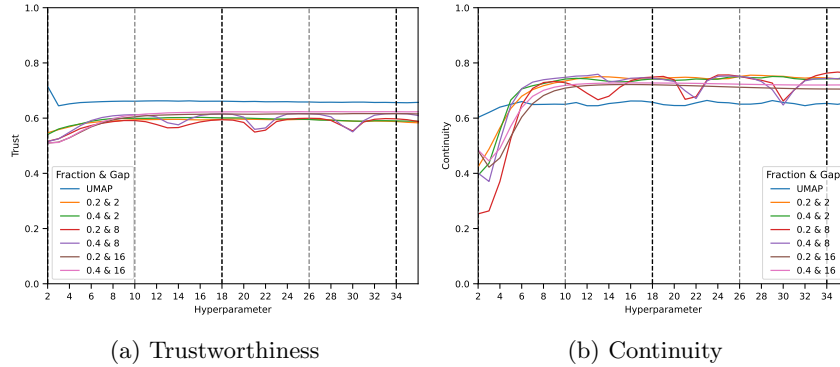 1.0
0.8
0.6
0.4
0.2
0.0
Trust
2 4 6 8 10 12 14 16 18 20 22 24 26 28 30 32 34
Hyperparameter
Fraction & Gap
UMAP
0.2 & 2
0.4 & 2
0.2 & 8
0.4 & 8
0.2 & 16
0.4 & 16
(a) Trustworthiness
1.0
0.8
0.6
0.4
0.2
0.0
Continuity
2 4 6 8 10 12 14 16 18 20 22 24 26 28 30 32 34
Hyperparameter
Fraction & Gap
UMAP
0.2 & 2
0.4 & 2
0.2 & 8
0.4 & 8
0.2 & 16
0.4 & 16
(b) Continuity